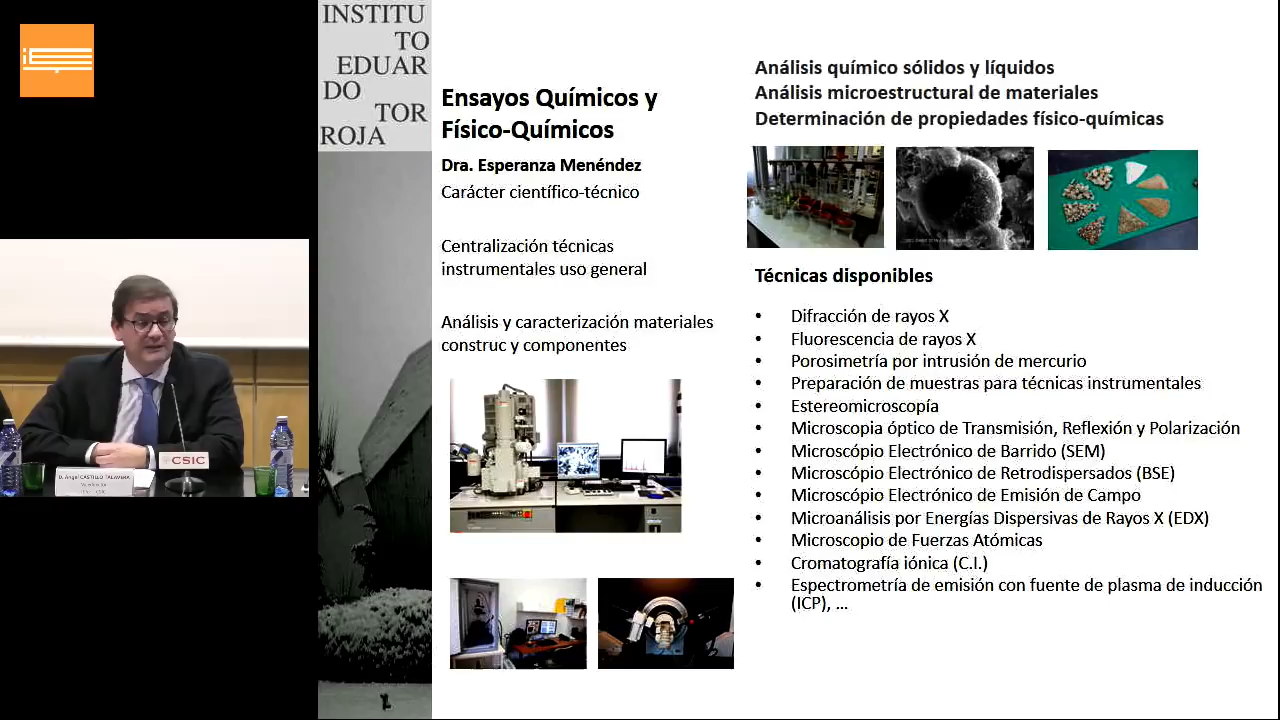 INSTITU
TO
EDUAR
DO
TOR
ROJA
Ensayos Químicos y
Físico-Químicos
Dra. Esperanza Menéndez
Carácter científico-técnico
Centralización técnicas
instrumentales uso general
Análisis y caracterización materiales
construc y componentes
Análisis químico sólidos y líquidos
Análisis microestructural de materiales
Determinación de propiedades físico-químicas
Técnicas disponibles
• Difracción de rayos X
• Fluorescencia de rayos X
• Porosimetría por intrusión de mercurio
• Preparación de muestras para técnicas instrumentales
• Estereomicroscopía
• Microscopia óptico de Transmisión, Reflexión y Polarización
• Microscópio Electrónico de Barrido (SEM)
• Microscópio Electrónico de Retrodispersados (BSE)
• Microscópio Electrónico de Emisión de Campo
• Microanálisis por Energías Dispersivas de Rayos X (EDX)
• Microscopio de Fuerzas Atómicas
• Cromatografía iónica (C.I.)
• Espectrometría de emisión con fuente de plasma de inducción
(ICP), ...
CSIC
D. Ángel CASTILLO TALAVERA